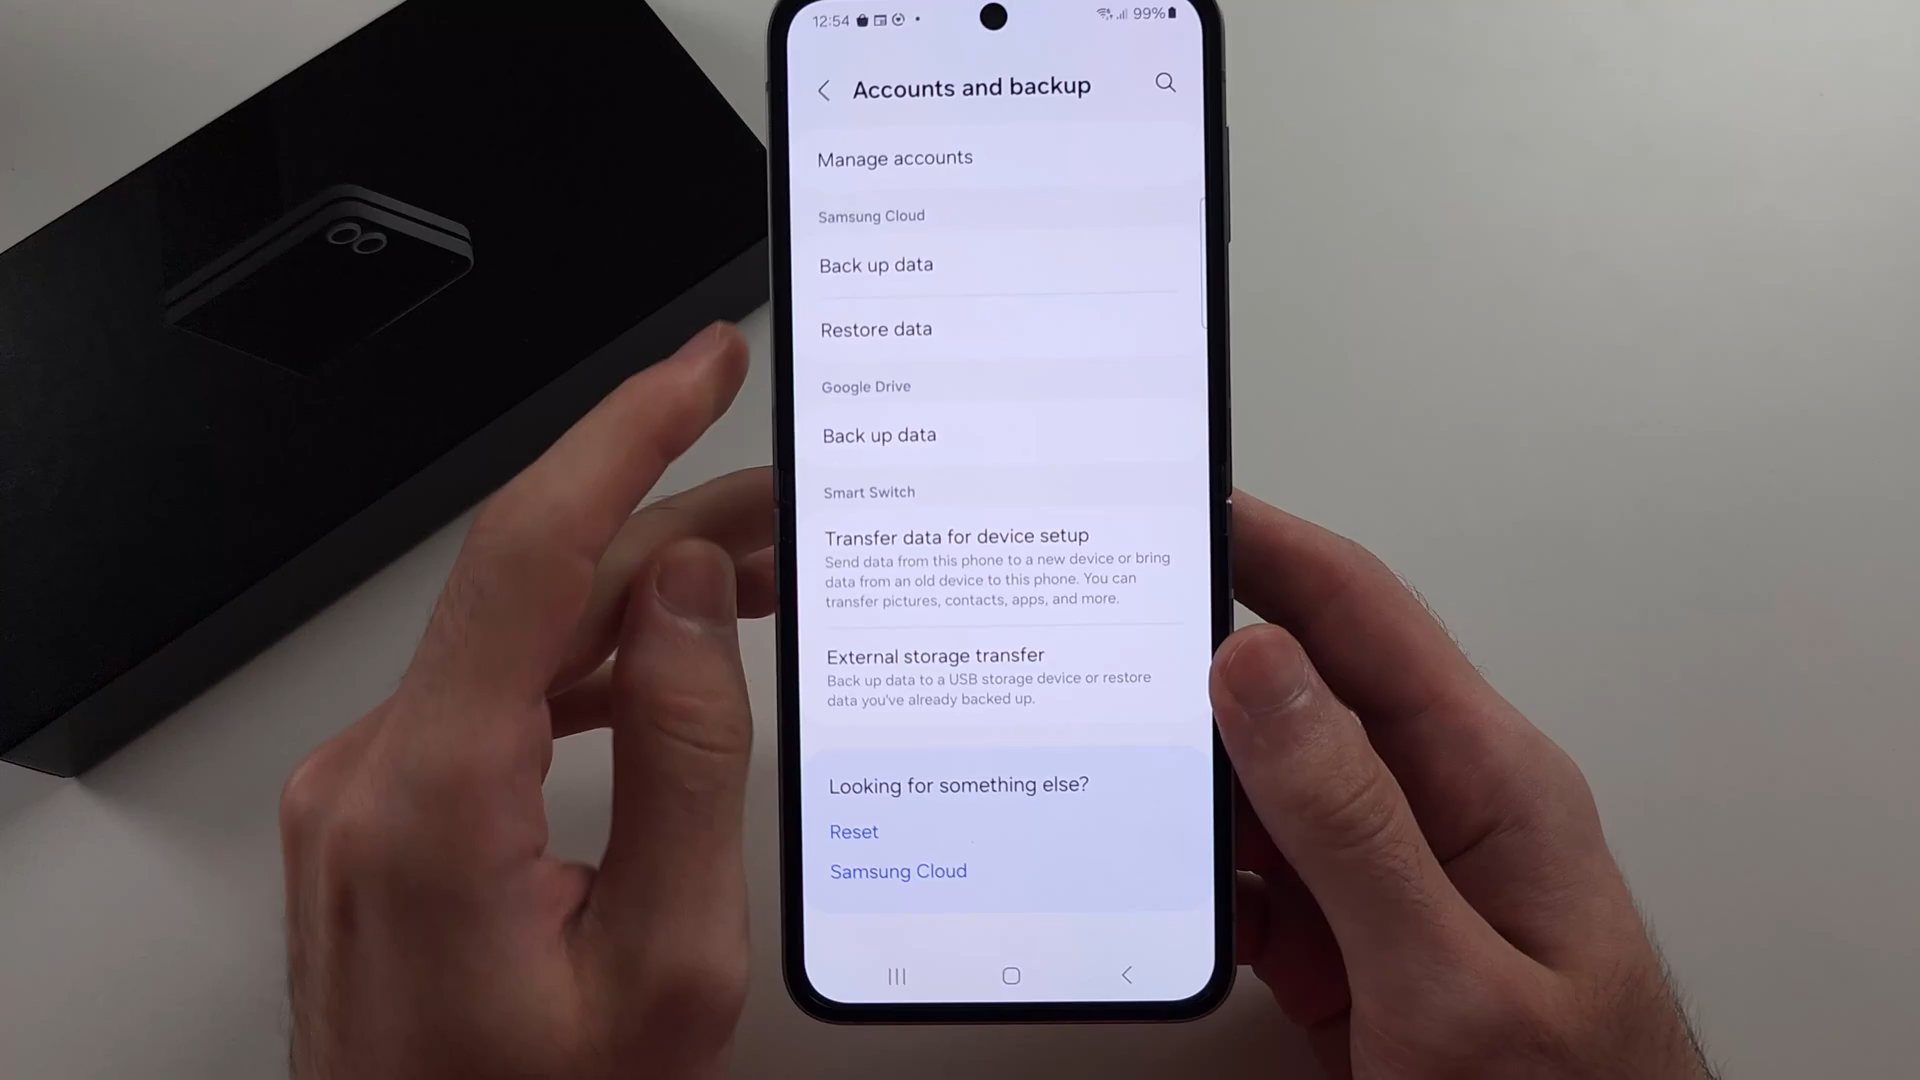 12:54
99%
Accounts and backup
Manage accounts
Samsung Cloud
Back up data
Restore data
Google Drive
Back up data
Smart Switch
Transfer data for device setup
Send data from this phone to a new device or bring
data from an old device to this phone. You can
transfer pictures, contacts, apps, and more.
External storage transfer
Back up data to a USB storage device or restore
data you've already backed up.
Looking for something else?
Reset
Samsung Cloud